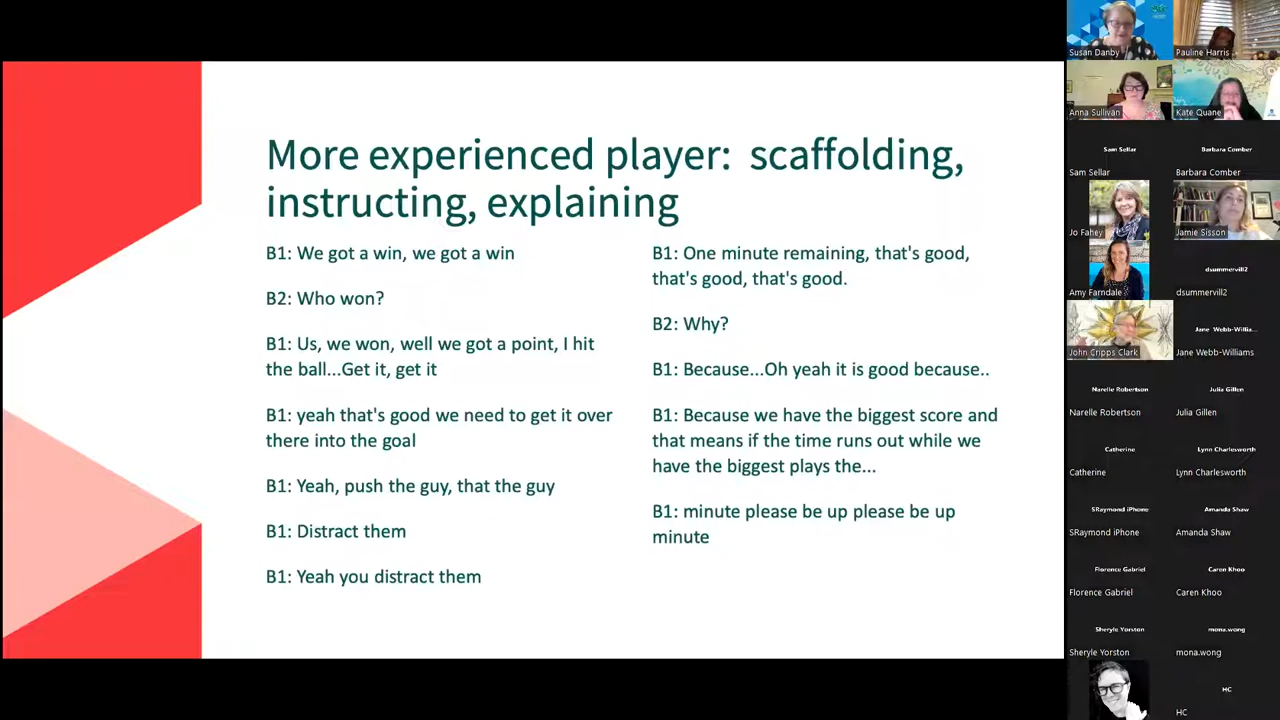 More experienced player: scaffolding,
instructing, explaining
B1: We got a win, we got a win
B2: Who won?
B1: Us, we won, well we got a point, I hit
the ball...Get it, get it
B1: yeah that's good we need to get it over
there into the goal
B1: Yeah, push the guy, that the guy
B1: Distract them
B1: Yeah you distract them
B1: One minute remaining, that's good,
that's good, that's good.
B2: Why?
B1: Because...Oh yeah it is good because..
B1: Because we have the biggest score and
that means if the time runs out while we
have the biggest plays the...
B1: minute please be up please be up
minute
Susan Danby
Pauline Harris
Anna Sullivan
Kate Quane
Sam Sellar
Sam Sellar
Barbara Comber
Barbara Comber
Jo Fahey
Jamie Sisson
Amy Farndale
dsummervill2
dsummervill2
John Cripps Clark
Jane Webb-Willia...
Jane Webb-Williams
Narelle Robertson
Narelle Robertson
Julia Gillen
Julia Gillen
Catherine
Catherine
Lynn Charlesworth
Lynn Charlesworth
SRaymond iPhone
SRaymond iPhone
Amanda Shaw
Amanda Shaw
Florence Gabriel
Florence Gabriel
Caren Khoo
Caren Khoo
Sheryle Yorston
Sheryle Yorston
mona.wong
mona.wong
HC
HC